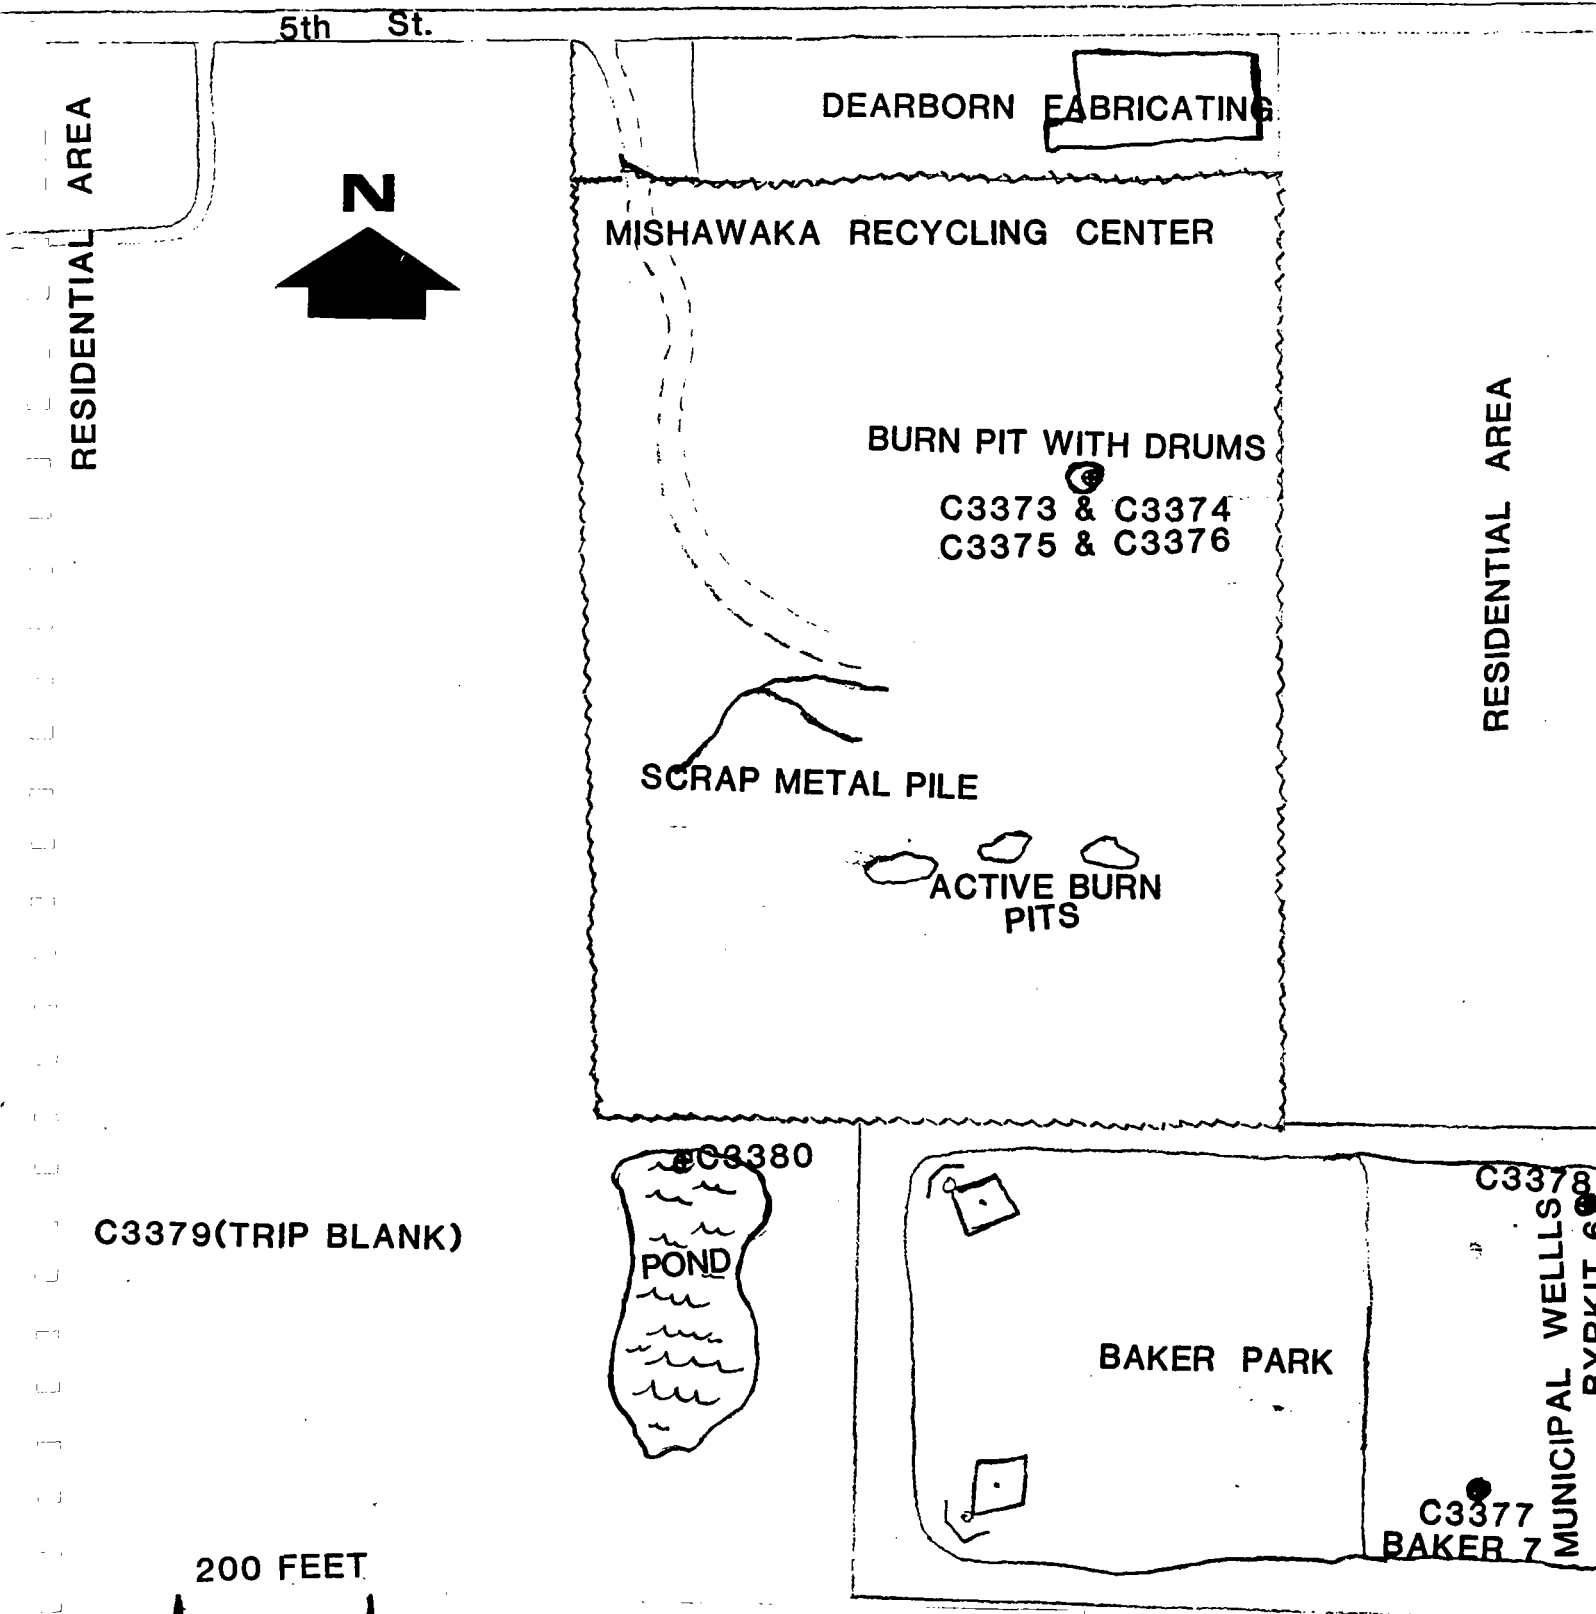 5th St.
RESIDENTIAL AREA
N
DEARBORN FABRICATING
MISHAWAKA RECYCLING CENTER
BURN PIT WITH DRUMS
C3373 & C3374
C3375 & C3376
RESIDENTIAL AREA
SCRAP METAL PILE
ACTIVE BURN
PITS
C3380
C3378
C3379(TRIP BLANK)
POND
MUNICIPAL WELLLS
BYRKIT 6
BAKER PARK
C3377
BAKER 7
200 FEET